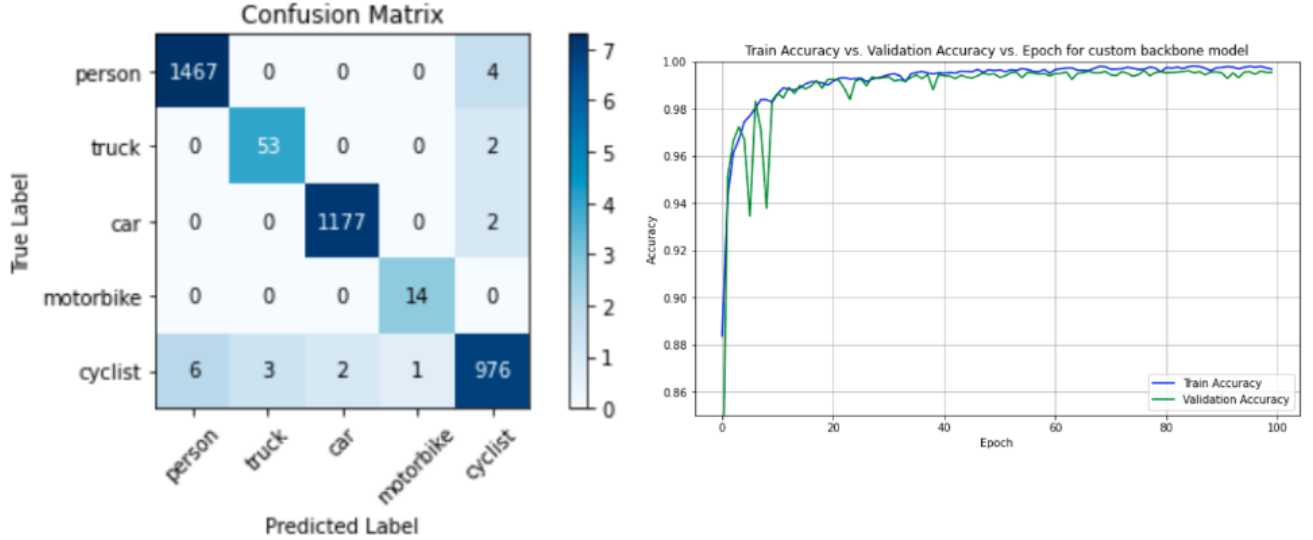 Confusion Matrix
person 1467 0 0 0 4
truck 0 53 0 0 2
car 0 0 1177 0 2
motorbike 0 0 0 14 0
cyclist 6 3 2 1 976
person truck car motorbike cyclist
True Label
Predicted Label
7
6
5
4
3
2
1
0
Train Accuracy vs. Validation Accuracy vs. Epoch for custom backbone model
1.00
0.98
0.96
0.94
0.92
0.90
0.88
0.86
Accuracy
0 20 40 60 80 100
Epoch
Train Accuracy
Validation Accuracy